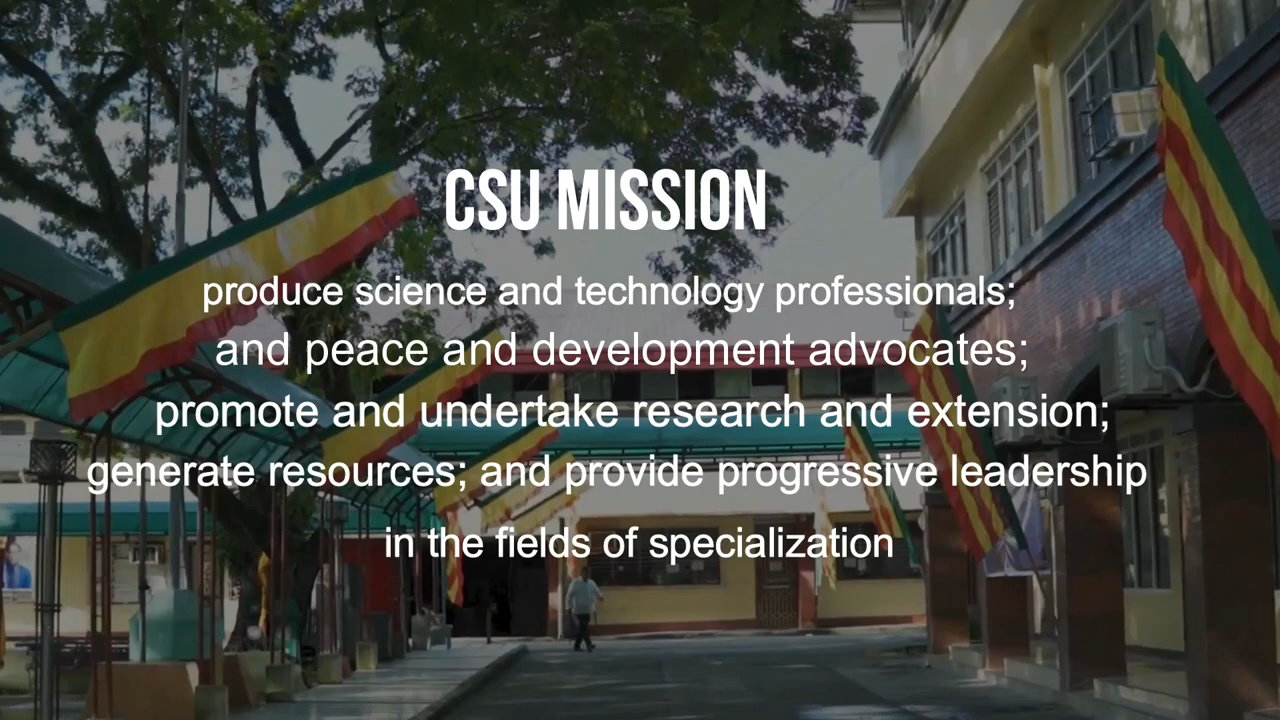 CSU MISSION
produce science and technology professionals;
and peace and development advocates;
promote and undertake research and extension;
generate resources; and provide progressive leadership
in the fields of specialization